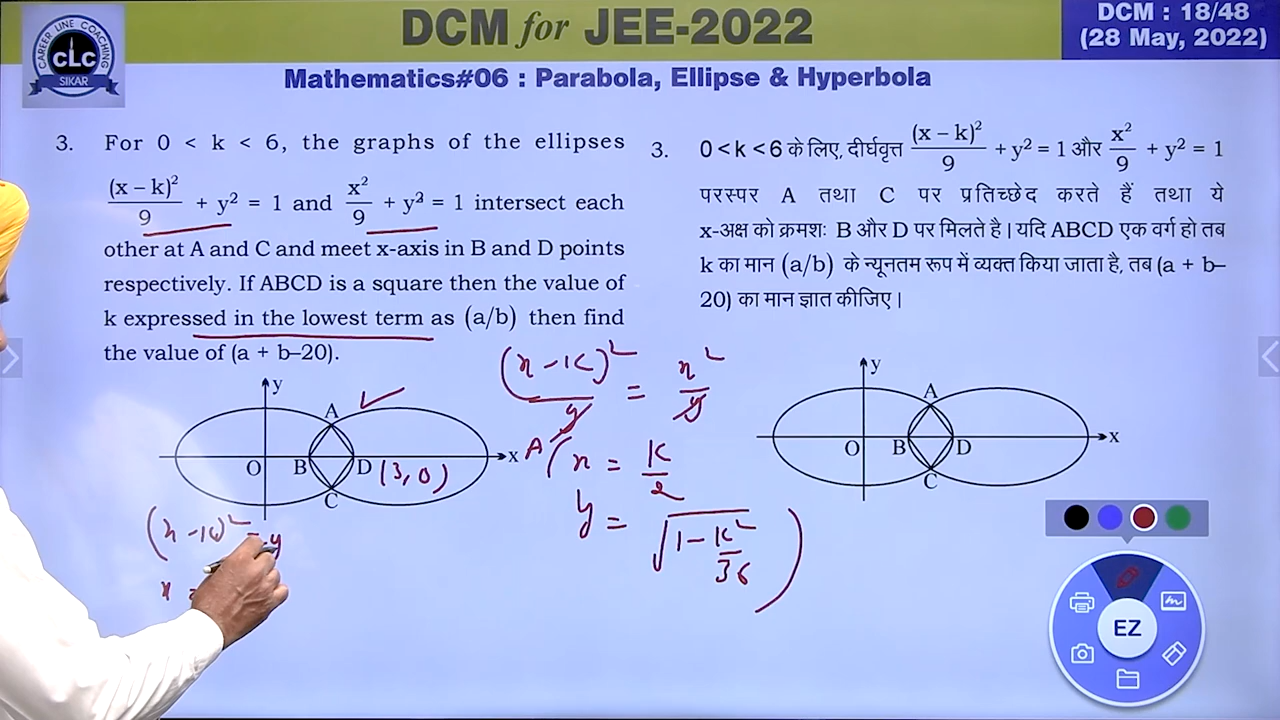 CAREER LINE COACHING
CLC
SIKAR
DCM for JEE-2022
DCM : 18/48
(28 May, 2022)
Mathematics#06 : Parabola, Ellipse & Hyperbola
3. For 0 < k < 6, the graphs of the ellipses
(x – k)²/9 + y² = 1 and x²/9 + y² = 1 intersect each
other at A and C and meet x-axis in B and D points
respectively. If ABCD is a square then the value of
k expressed in the lowest term as (a/b) then find
the value of (a + b–20).
3. 0 < k < 6 के लिए, दीर्घवृत्त (x – k)²/9 + y² = 1 और x²/9 + y² = 1
परस्पर A तथा C पर प्रतिच्छेद करते हैं तथा ये
x-अक्ष को क्रमशः B और D पर मिलते है। यदि ABCD एक वर्ग हो तब
k का मान (a/b) के न्यूनतम रूप में व्यक्त किया जाता है, तब (a + b–
20) का मान ज्ञात कीजिए।
y
A
O B D x
C
(3, 0)
(x - k)² = 9
x =
(x - k)²/9 = x²/9
A (x = k/2
y = √1 - k²/36 )
y
A
O B D x
C
EZ